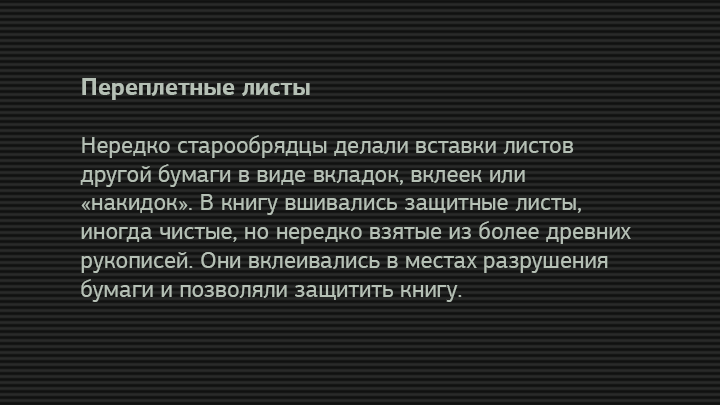 Переплетные листы
Нередко старообрядцы делали вставки листов
другой бумаги в виде вкладок, вклеек или
«накидок». В книгу вшивались защитные листы,
иногда чистые, но нередко взятые из более древних
рукописей. Они вклеивались в местах разрушения
бумаги и позволяли защитить книгу.